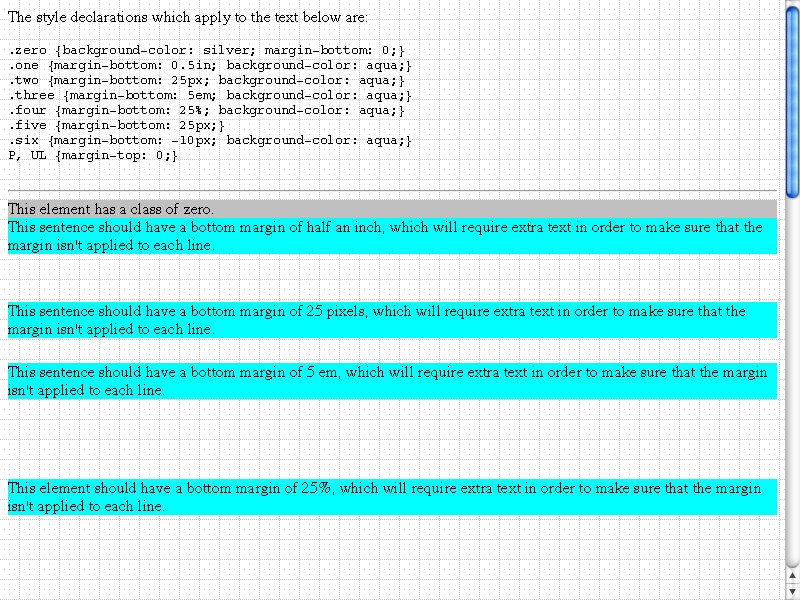 The style declarations which apply to the text below are:
.zero {background-color: silver; margin-bottom: 0;}
.one {margin-bottom: 0.5in; background-color: aqua;}
.two {margin-bottom: 25px; background-color: aqua;}
.three {margin-bottom: 5em; background-color: aqua;}
.four {margin-bottom: 25%; background-color: aqua;}
.five {margin-bottom: 25px;}
.six {margin-bottom: -10px; background-color: aqua;}
P, UL {margin-top: 0;}
This element has a class of zero.
This sentence should have a bottom margin of half an inch, which will require extra text in order to make sure that the
margin isn't applied to each line.
This sentence should have a bottom margin of 25 pixels, which will require extra text in order to make sure that the
margin isn't applied to each line.
This sentence should have a bottom margin of 5 em, which will require extra text in order to make sure that the margin
isn't applied to each line.
This element should have a bottom margin of 25%, which will require extra text in order to make sure that the margin
isn't applied to each line.